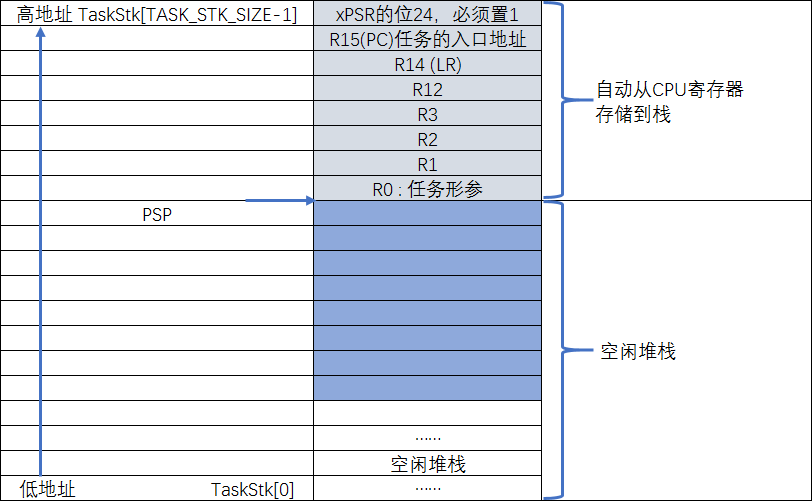 高地址 TaskStk[TASK_STK_SIZE-1]
xPSR的位24，必须置1
R15(PC)任务的入口地址
R14 (LR)
R12
R3
R2
R1
R0 : 任务形参
自动从CPU寄存器
存储到栈
PSP
空闲堆栈
……
空闲堆栈
低地址 TaskStk[0]
……